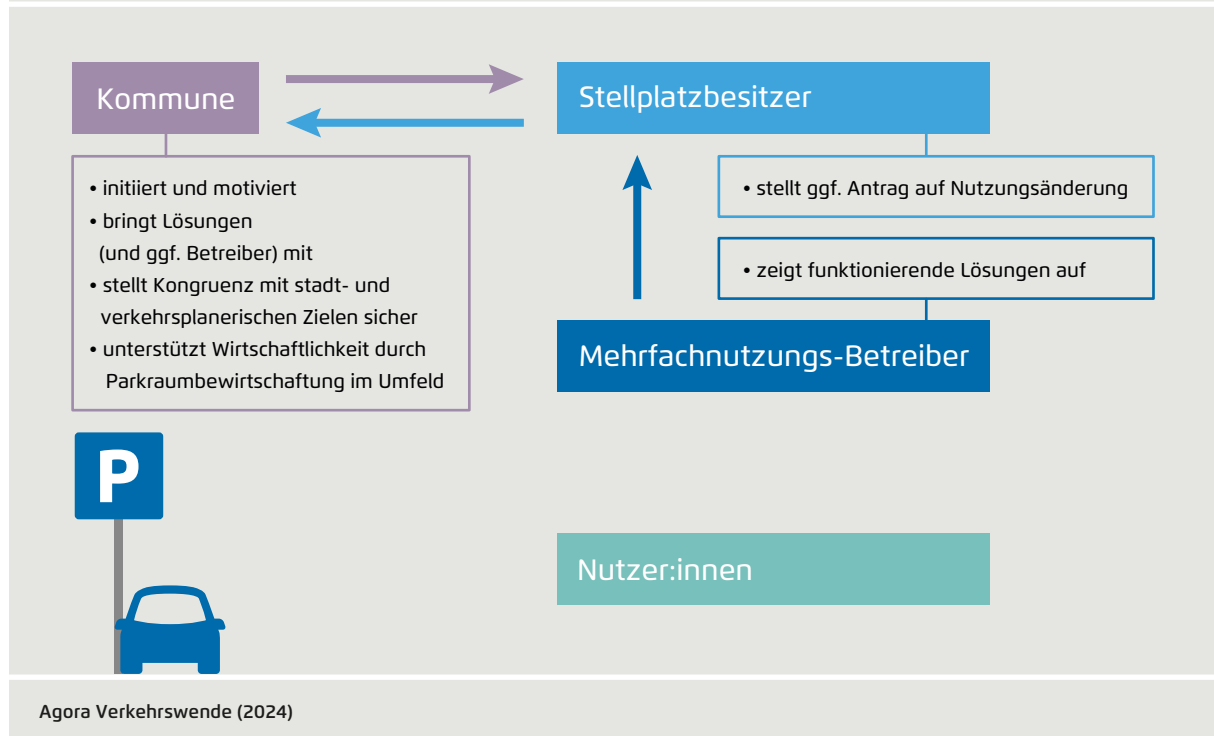 Kommune
• initiiert und motiviert
• bringt Lösungen
(und ggf. Betreiber) mit
• stellt Kongruenz mit stadt- und
verkehrsplanerischen Zielen sicher
• unterstützt Wirtschaftlichkeit durch
Parkraumbewirtschaftung im Umfeld
Stellplatzbesitzer
• stellt ggf. Antrag auf Nutzungsänderung
• zeigt funktionierende Lösungen auf
Mehrfachnutzungs-Betreiber
P
Nutzer:innen
Agora Verkehrswende (2024)